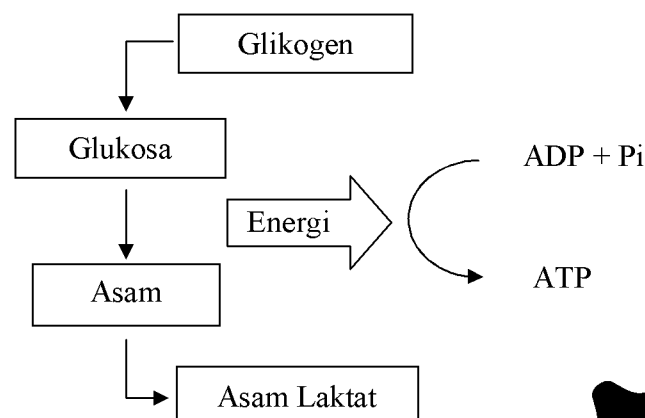 Glikogen
Glukosa
ADP + Pi
Energi
Asam
ATP
Asam Laktat